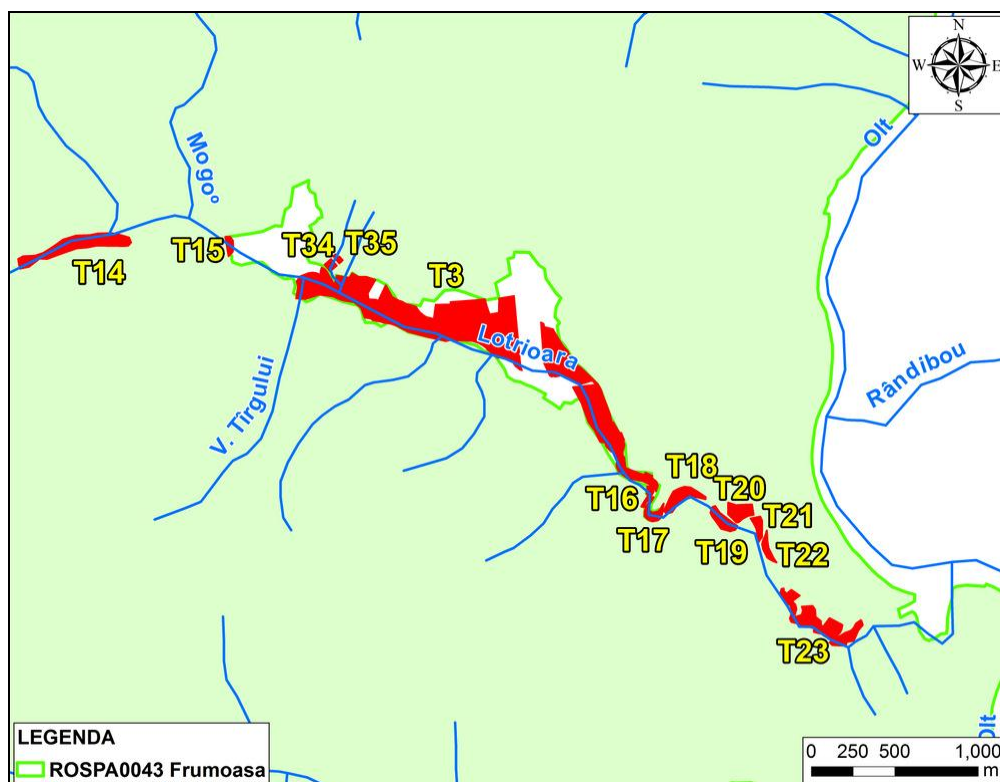 N
W E
S
Olt
Mogoº
T15
T34
T35
T14
T3
Lotrioara
Rândibou
V. Tîrgului
T18
T16
T20
T17
T21
T19
T22
T23
Olt
LEGENDA
ROSPA0043 Frumoasa
0 250 500 1,000
m